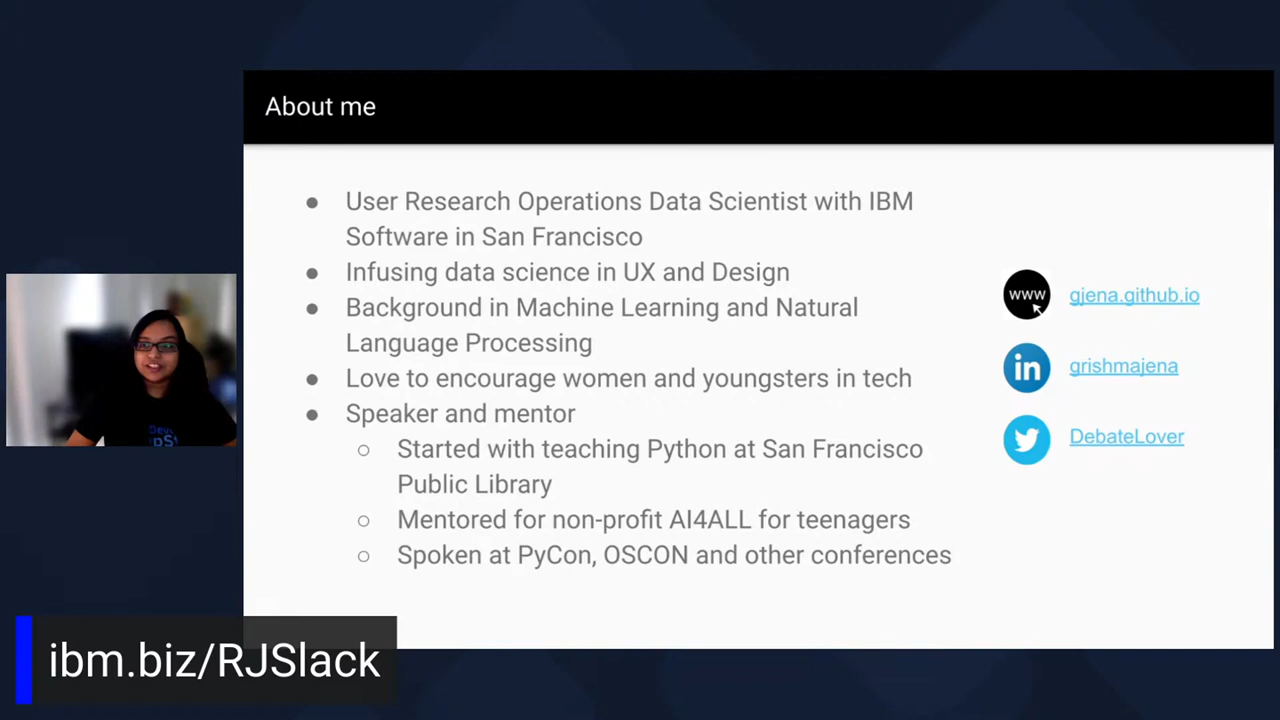 About me
● User Research Operations Data Scientist with IBM
Software in San Francisco
● Infusing data science in UX and Design
● Background in Machine Learning and Natural
Language Processing
● Love to encourage women and youngsters in tech
● Speaker and mentor
○ Started with teaching Python at San Francisco
Public Library
○ Mentored for non-profit AI4ALL for teenagers
○ Spoken at PyCon, OSCON and other conferences
www
gjena.github.io
in
grishmajena
DebateLover
ibm.biz/RJSlack